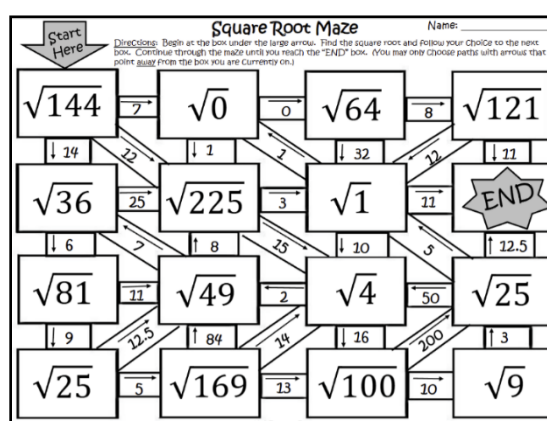 Start
Here
Square Root Maze
Name:
Directions: Begin at the box under the large arrow. Find the square root and follow your choice to the next
box. Continue through the maze until you reach the "END" box. (You may only choose paths with arrows that
point away from the box you are currently on.)
√144 → 7 √0 → 0 √64 → 8 √121
↓ 14 12 ↓ 1 1 ↓ 32 12 ↓ 11
√36 → 25 √225 → 3 √1 → 11 END
↓ 6 7 ↑ 8 15 ↓ 10 5 ↑ 12.5
√81 → 11 √49 ← 2 √4 ← 50 √25
↓ 9 12.5 ↑ 84 14 ↓ 16 200 ↑ 3
√25 → 5 √169 → 13 √100 → 10 √9